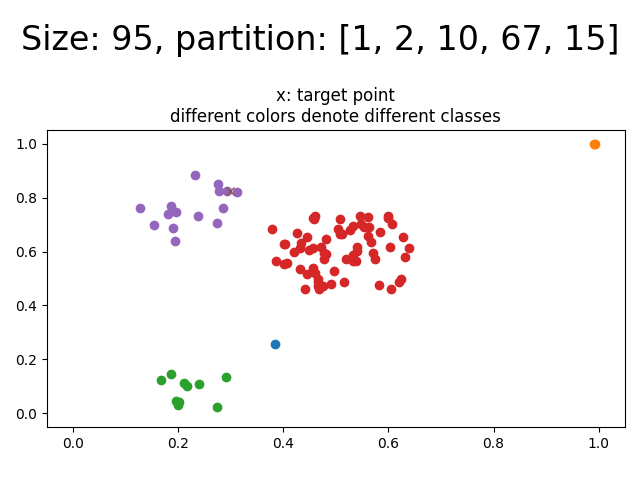 Size: 95, partition: [1, 2, 10, 67, 15]
x: target point
different colors denote different classes
1.0
0.8
0.6
0.4
0.2
0.0
0.0 0.2 0.4 0.6 0.8 1.0